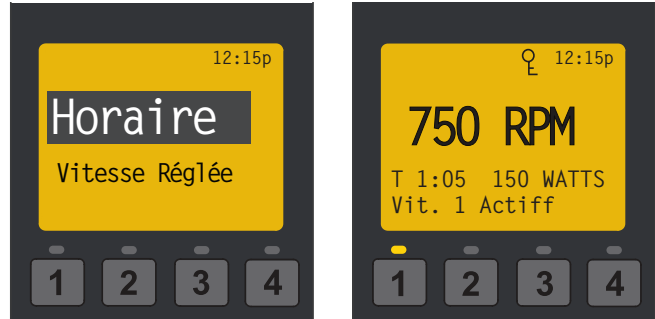 12:15p
Horaire
Vitesse Réglée
1 2 3 4
12:15p
750 RPM
T 1:05 150 WATTS
Vit. 1 Actiff
1 2 3 4